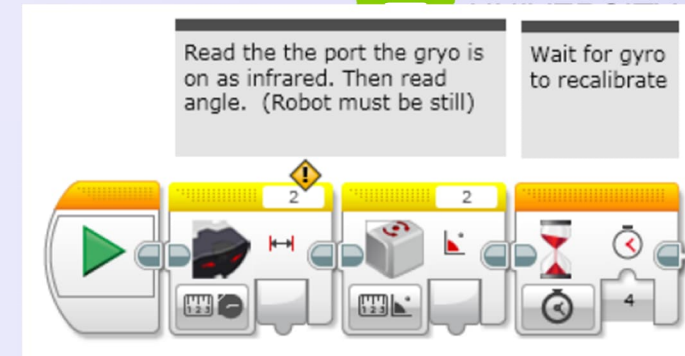 Read the the port the gryo is
on as infrared. Then read
angle. (Robot must be still)
Wait for gyro
to recalibrate
2
2
4